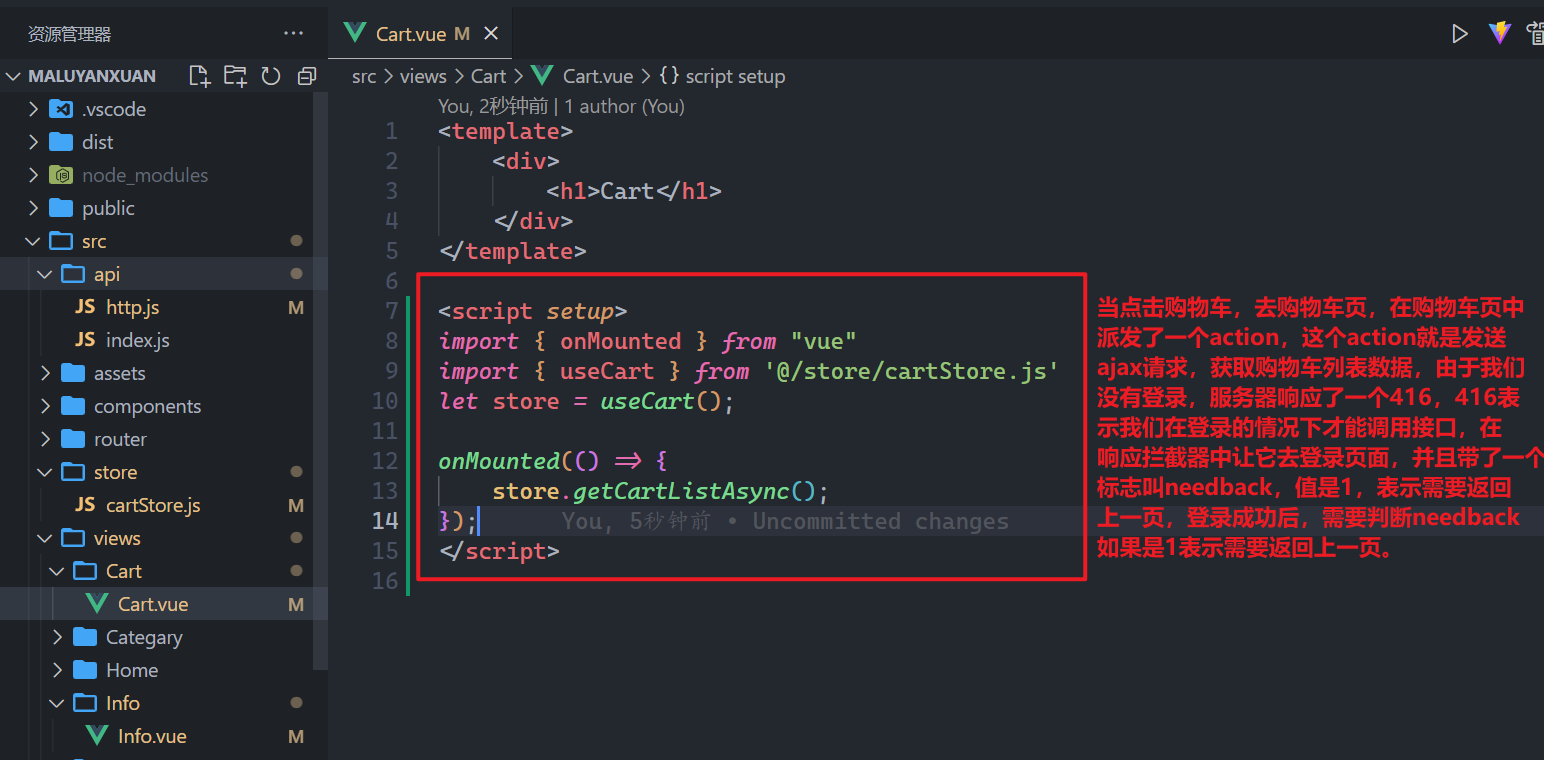 资源管理器
···
Cart.vue M
MALUYANXUAN
src > views > Cart > Cart.vue > {} script setup
.vscode
You, 2秒钟前 | 1 author (You)
1 <template>
dist
2 <div>
node_modules
3 <h1>Cart</h1>
public
4 </div>
src
5 </template>
api
6
JS http.js M
7 <script setup>
JS index.js
8 import { onMounted } from "vue"
assets
9 import { useCart } from '@/store/cartStore.js'
components
10 let store = useCart();
router
11
store
12 onMounted(() => {
JS cartStore.js M
13 store.getCartListAsync();
views
14 }); You, 5秒钟前 • Uncommitted changes
Cart
15 </script>
16
Cart.vue M
Categary
Home
Info
Info.vue M
当点击购物车，去购物车页，在购物车页中
派发了一个action，这个action就是发送
ajax请求，获取购物车列表数据，由于我们
没有登录，服务器响应了一个416，416表
示我们在登录的情况下才能调用接口，在
响应拦截器中让它去登录页面，并且带了一个
标志叫needback，值是1，表示需要返回
上一页，登录成功后，需要判断needback
如果是1表示需要返回上一页。